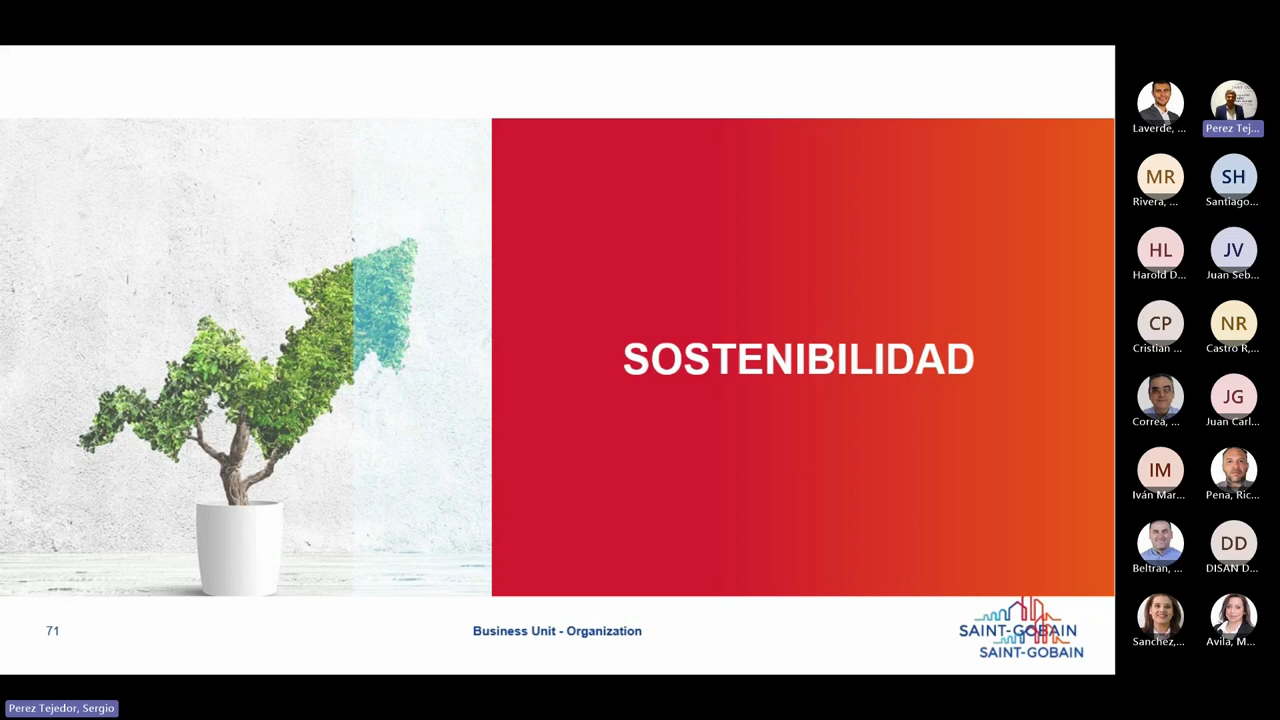 SOSTENIBILIDAD
71
Business Unit - Organization
SAINT-GOBAIN
SAINT-GOBAIN
Laverde, ...
Perez Tej...
MR
Rivera, ...
SH
Santiago...
HL
Harold D...
JV
Juan Seb...
CP
Cristian ...
NR
Castro R,...
Correa, ...
JG
Juan Carl...
IM
Iván Mar...
Pena, Ric...
Beltran, ...
DD
DISAN D...
Sanchez,...
Avila, M...
Perez Tejedor, Sergio